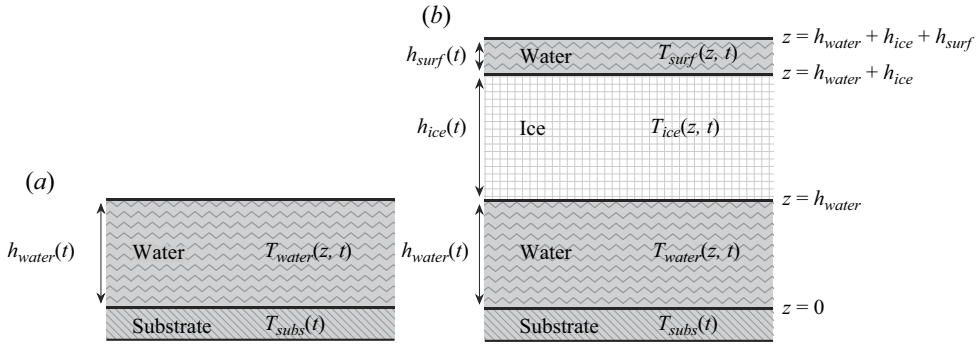 (a)
h_water(t)
Water T_water(z, t)
Substrate T_subs(t)
(b)
z = h_water + h_ice + h_surf
h_surf(t) Water T_surf(z, t)
z = h_water + h_ice
h_ice(t) Ice T_ice(z, t)
z = h_water
h_water(t) Water T_water(z, t)
z = 0
Substrate T_subs(t)